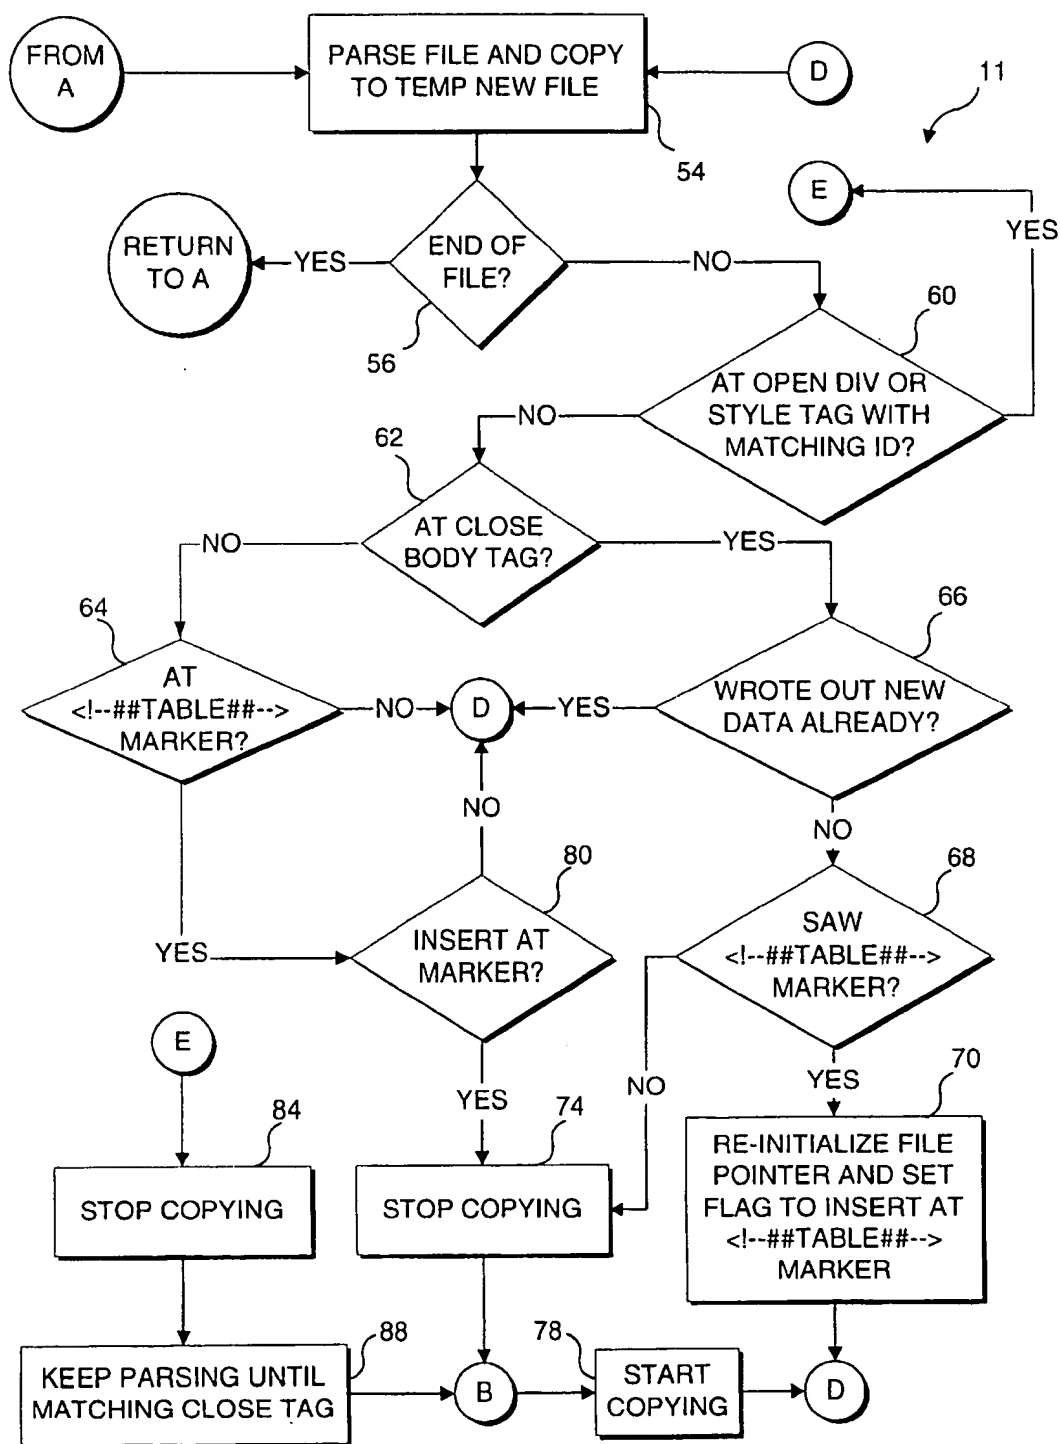 FROM
A
PARSE FILE AND COPY
TO TEMP NEW FILE
D
11
54
E
YES
RETURN
TO A
YES
END OF
FILE?
NO
56
60
AT OPEN DIV OR
STYLE TAG WITH
MATCHING ID?
NO
62
AT CLOSE
BODY TAG?
NO
YES
64
66
AT
<!--##TABLE##-->
MARKER?
NO
D
YES
WROTE OUT NEW
DATA ALREADY?
NO
NO
80
68
YES
INSERT AT
MARKER?
SAW
<!--##TABLE##-->
MARKER?
E
YES
NO
YES
70
84
74
STOP COPYING
STOP COPYING
RE-INITIALIZE FILE
POINTER AND SET
FLAG TO INSERT AT
<!--##TABLE##-->
MARKER
88
78
KEEP PARSING UNTIL
MATCHING CLOSE TAG
B
START
COPYING
D